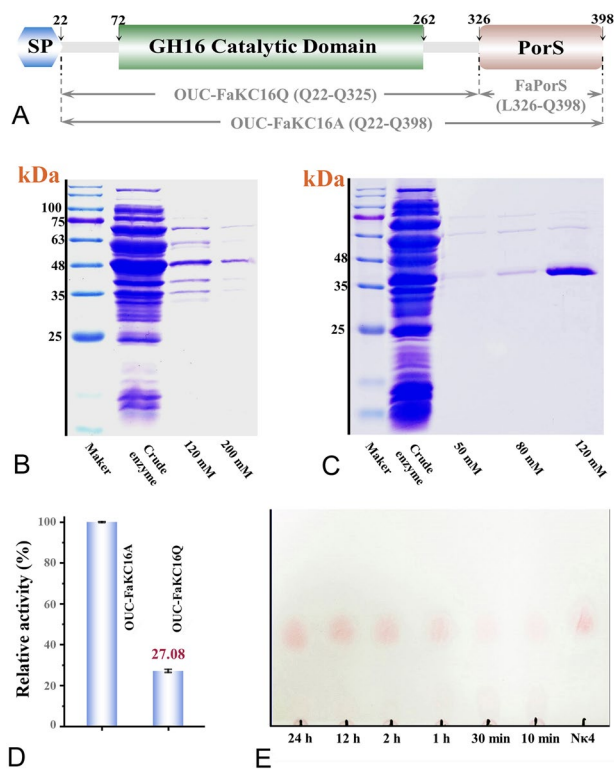 22 72 262 326 398
SP GH16 Catalytic Domain PorS
OUC-FaKC16Q (Q22-Q325)
FaPorS
(L326-Q398)
OUC-FaKC16A (Q22-Q398)
A
kDa
100
75
63
48
35
25
Maker
Crude
enzyme
120 mM
200 mM
B
kDa
48
35
25
Maker
Crude
enzyme
50 mM
80 mM
120 mM
C
Relative activity (%)
100
80
60
40
20
0
OUC-FaKC16A
OUC-FaKC16Q
27.08
D
24 h 12 h 2 h 1 h 30 min 10 min Nκ4
E